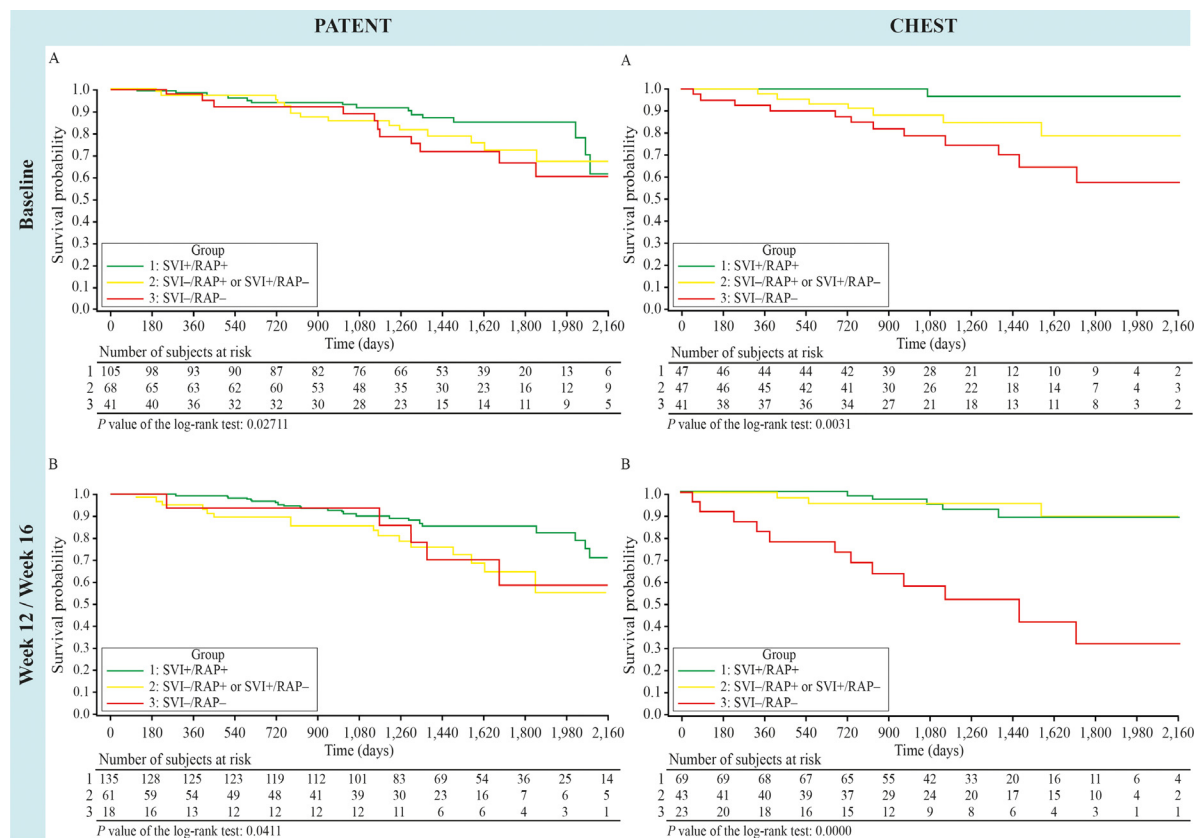 PATENT
CHEST
Baseline
A
Survival probability
1.0
0.9
0.8
0.7
0.6
0.5
0.4
0.3
0.2
0.1
0.0
Group
1: SVI+/RAP+
2: SVI–/RAP+ or SVI+/RAP–
3: SVI–/RAP–
0 180 360 540 720 900 1,080 1,260 1,440 1,620 1,800 1,980 2,160
Time (days)
Number of subjects at risk
1 105 98 93 90 87 82 76 66 53 39 20 13 6
2 68 65 63 62 60 53 48 35 30 23 16 12 9
3 41 40 36 32 32 30 28 23 15 14 11 9 5
P value of the log-rank test: 0.02711
A
Survival probability
1.0
0.9
0.8
0.7
0.6
0.5
0.4
0.3
0.2
0.1
0.0
Group
1: SVI+/RAP+
2: SVI–/RAP+ or SVI+/RAP–
3: SVI–/RAP–
0 180 360 540 720 900 1,080 1,260 1,440 1,620 1,800 1,980 2,160
Time (days)
Number of subjects at risk
1 47 46 44 44 42 39 28 21 12 10 9 4 2
2 47 46 45 42 41 30 26 22 18 14 7 4 3
3 41 38 37 36 34 27 21 18 13 11 8 3 2
P value of the log-rank test: 0.0031
Week 12 / Week 16
B
Survival probability
1.0
0.9
0.8
0.7
0.6
0.5
0.4
0.3
0.2
0.1
0.0
Group
1: SVI+/RAP+
2: SVI–/RAP+ or SVI+/RAP–
3: SVI–/RAP–
0 180 360 540 720 900 1,080 1,260 1,440 1,620 1,800 1,980 2,160
Time (days)
Number of subjects at risk
1 135 128 125 123 119 112 101 83 69 54 36 25 14
2 61 59 54 49 48 41 39 30 23 16 7 6 5
3 18 16 13 12 12 12 12 11 6 6 4 3 1
P value of the log-rank test: 0.0411
B
Survival probability
1.0
0.9
0.8
0.7
0.6
0.5
0.4
0.3
0.2
0.1
0.0
Group
1: SVI+/RAP+
2: SVI–/RAP+ or SVI+/RAP–
3: SVI–/RAP–
0 180 360 540 720 900 1,080 1,260 1,440 1,620 1,800 1,980 2,160
Time (days)
Number of subjects at risk
1 69 69 68 67 65 55 42 33 20 16 11 6 4
2 43 41 40 39 37 29 24 20 17 15 10 4 2
3 23 20 18 16 15 12 9 8 6 4 3 1 1
P value of the log-rank test: 0.0000